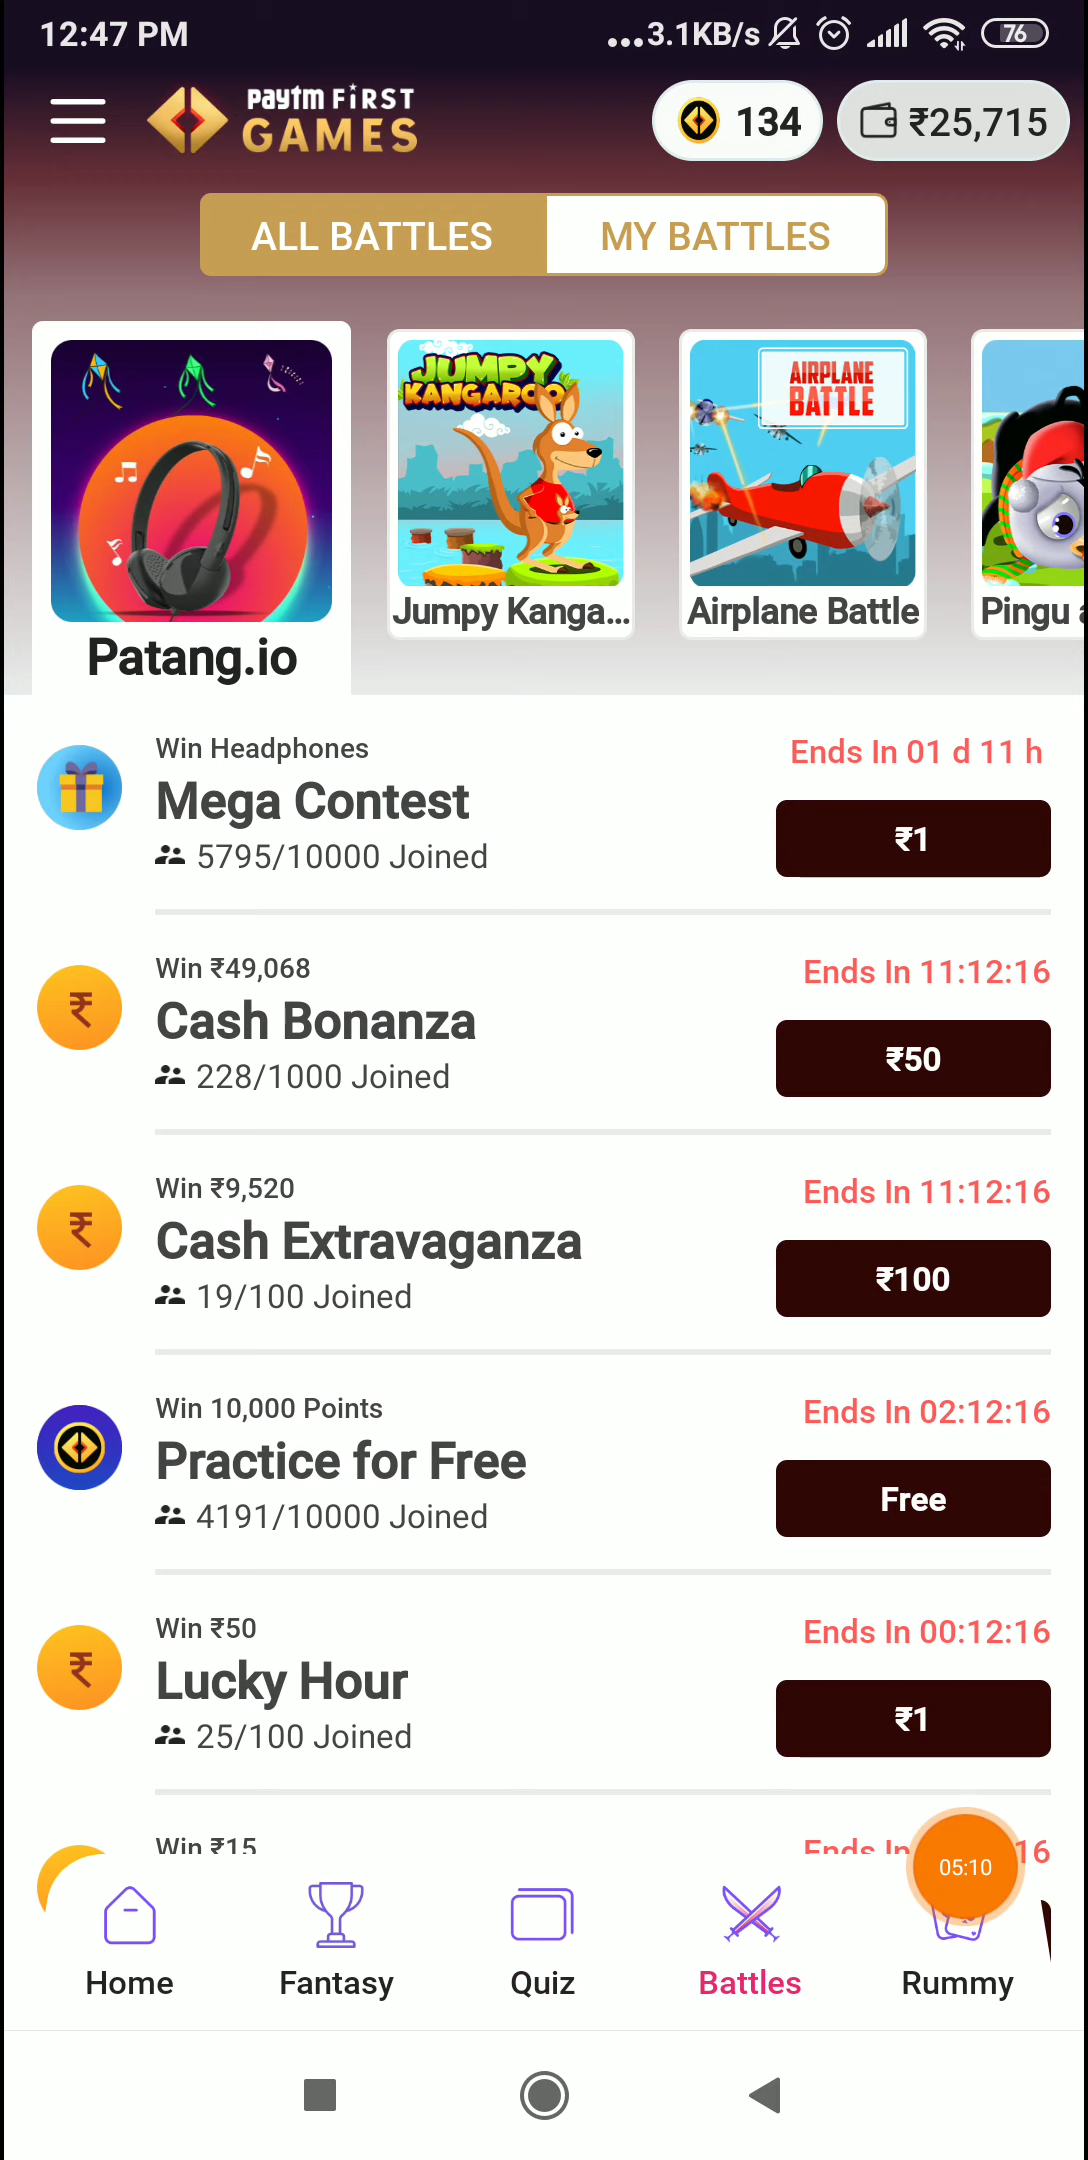 12:47 PM
...3.1KB/s
76
Paytm FIRST
GAMES
134
₹25,715
ALL BATTLES
MY BATTLES
JUMPY
KANGAROO
AIRPLANE
BATTLE
Patang.io
Jumpy Kanga...
Airplane Battle
Pingu
Win Headphones
Ends In 01 d 11 h
Mega Contest
₹1
5795/10000 Joined
Win ₹49,068
Ends In 11:12:16
Cash Bonanza
₹50
228/1000 Joined
Win ₹9,520
Ends In 11:12:16
Cash Extravaganza
₹100
19/100 Joined
Win 10,000 Points
Ends In 02:12:16
Practice for Free
Free
4191/10000 Joined
Win ₹50
Ends In 00:12:16
Lucky Hour
₹1
25/100 Joined
Win ₹15
Ends In 16
05:10
Home
Fantasy
Quiz
Battles
Rummy